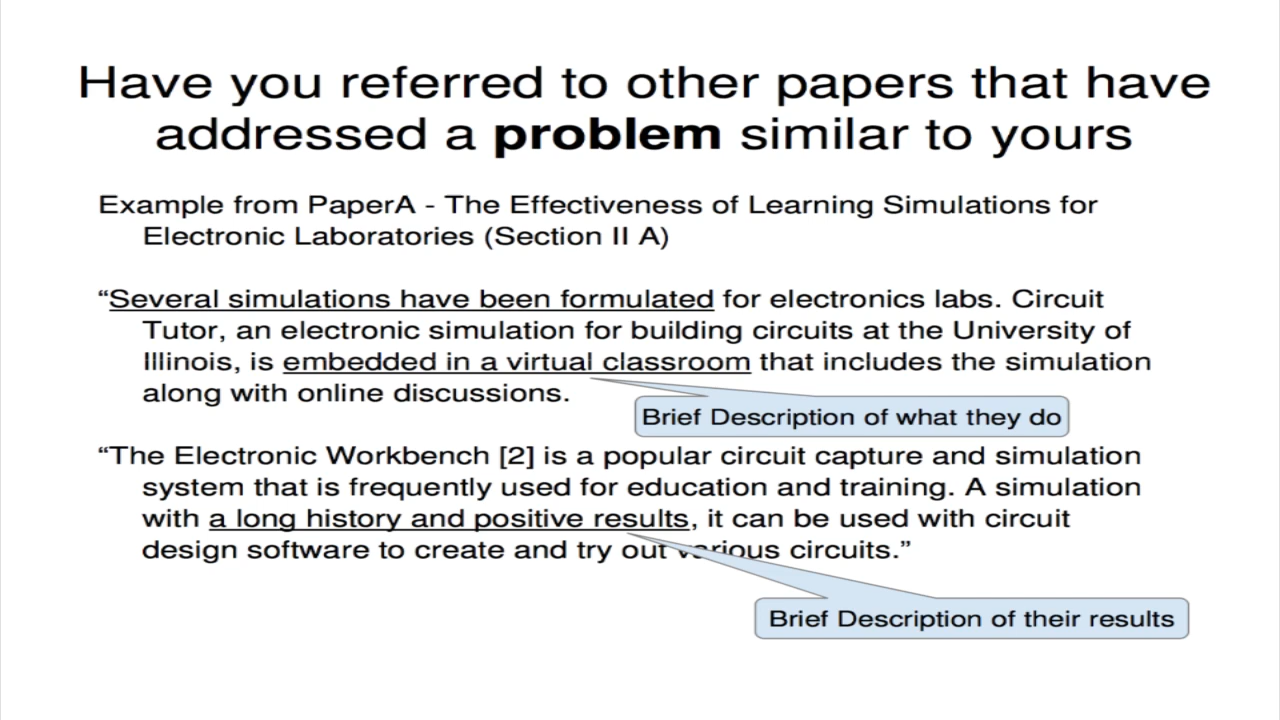 Have you referred to other papers that have
addressed a problem similar to yours
Example from PaperA - The Effectiveness of Learning Simulations for
Electronic Laboratories (Section II A)
“Several simulations have been formulated for electronics labs. Circuit
Tutor, an electronic simulation for building circuits at the University of
Illinois, is embedded in a virtual classroom that includes the simulation
along with online discussions.
Brief Description of what they do
“The Electronic Workbench [2] is a popular circuit capture and simulation
system that is frequently used for education and training. A simulation
with a long history and positive results, it can be used with circuit
design software to create and try out various circuits.”
Brief Description of their results